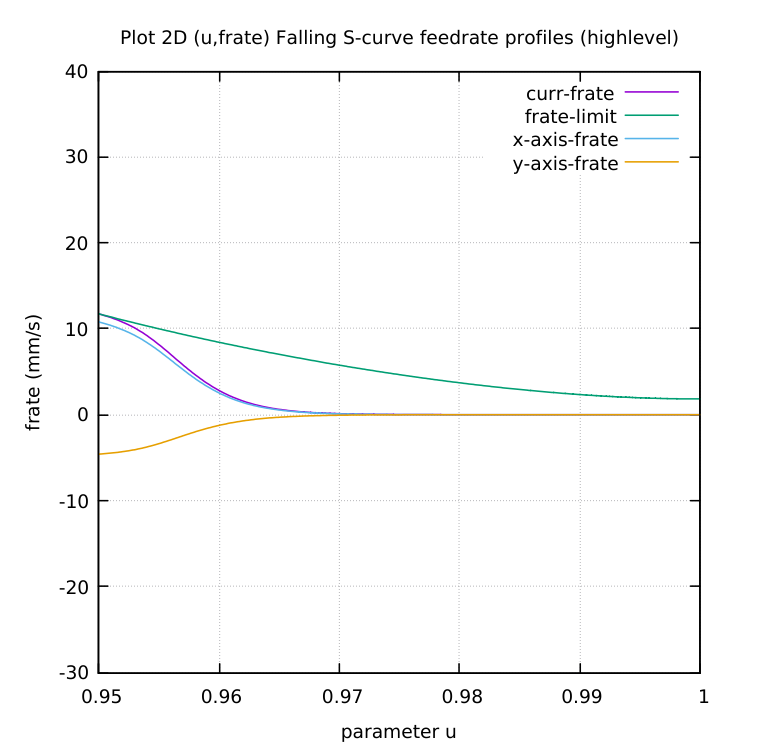 Plot 2D (u,frate) Falling S-curve feedrate profiles (highlevel)
curr-frate
frate-limit
x-axis-frate
y-axis-frate
40
30
20
10
0
-10
-20
-30
frate (mm/s)
0.95 0.96 0.97 0.98 0.99 1
parameter u